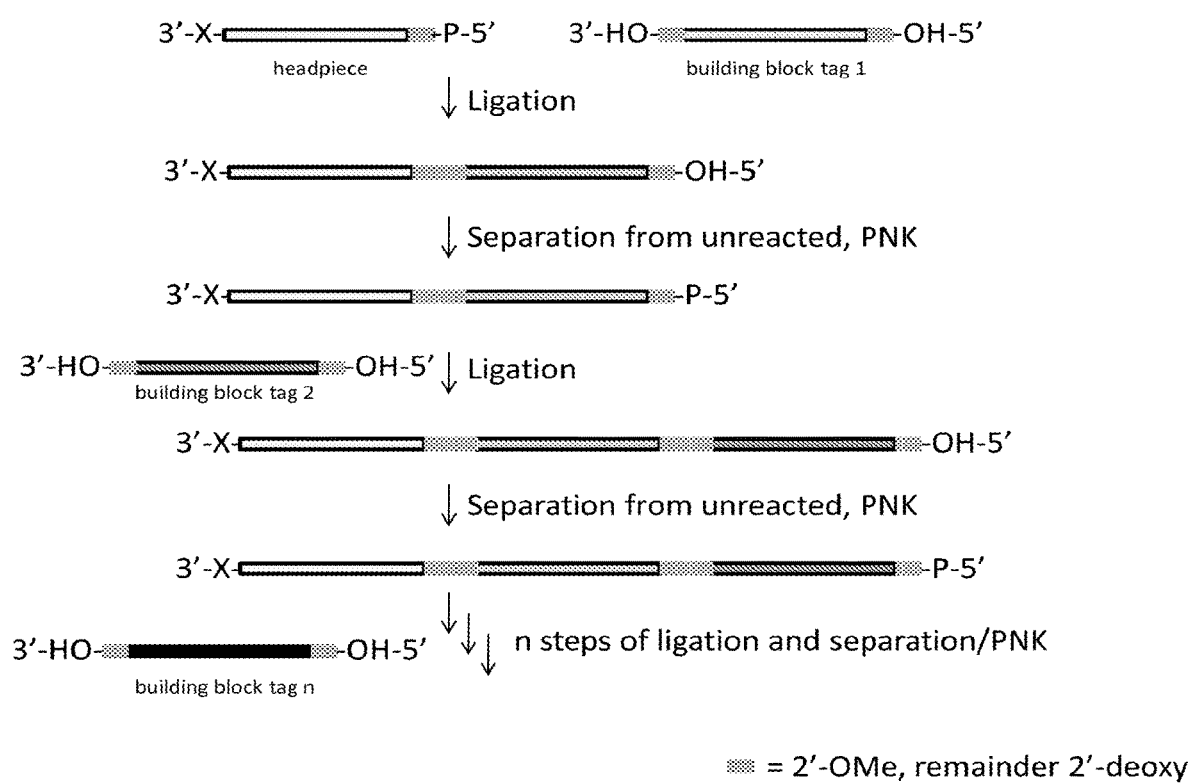 3’-X- -P-5’ 3’-HO- -OH-5’
headpiece building block tag 1
Ligation
3’-X- -OH-5’
Separation from unreacted, PNK
3’-X- -P-5’
3’-HO- -OH-5’ Ligation
building block tag 2
3’-X- -OH-5’
Separation from unreacted, PNK
3’-X- -P-5’
n steps of ligation and separation/PNK
3’-HO- -OH-5’
building block tag n
= 2’-OMe, remainder 2’-deoxy